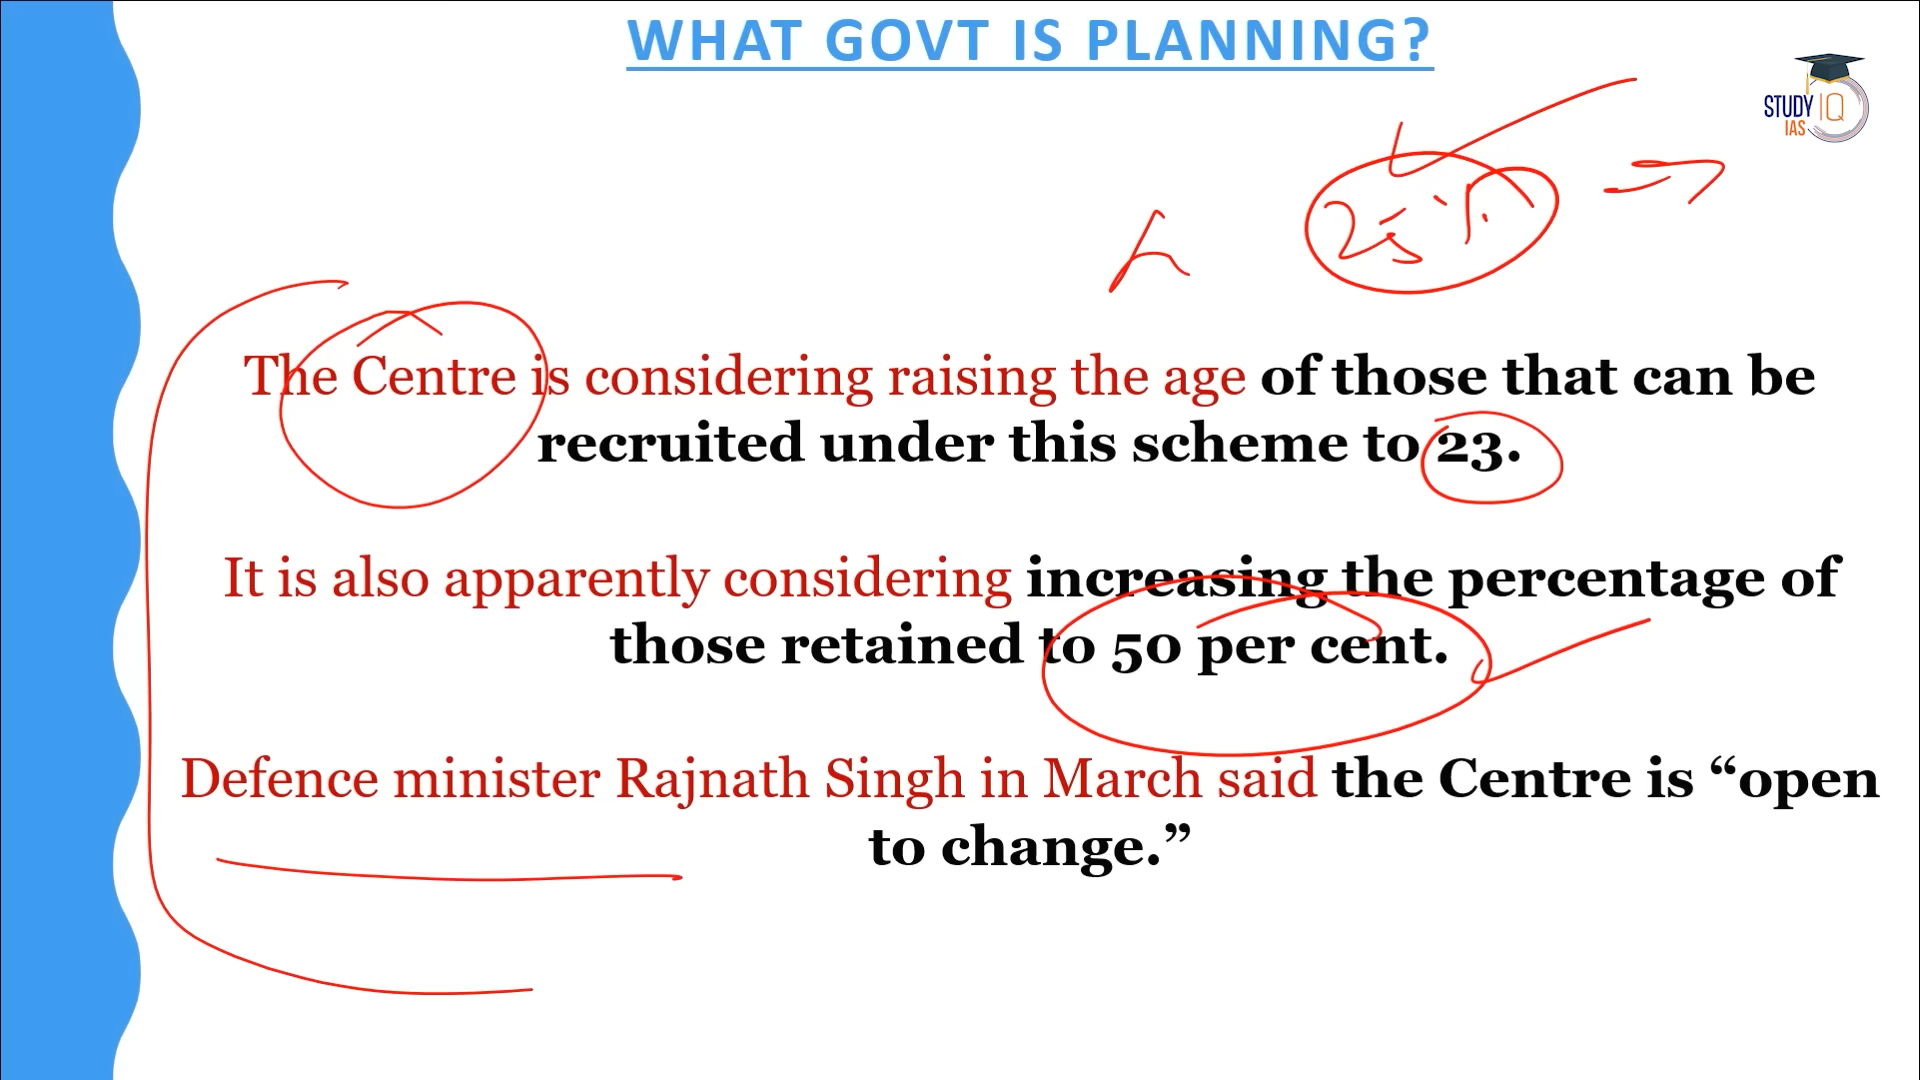 WHAT GOVT IS PLANNING?
STUDY IQ
IAS
25%
The Centre is considering raising the age of those that can be
recruited under this scheme to 23.
It is also apparently considering increasing the percentage of
those retained to 50 per cent.
Defence minister Rajnath Singh in March said the Centre is “open
to change.”